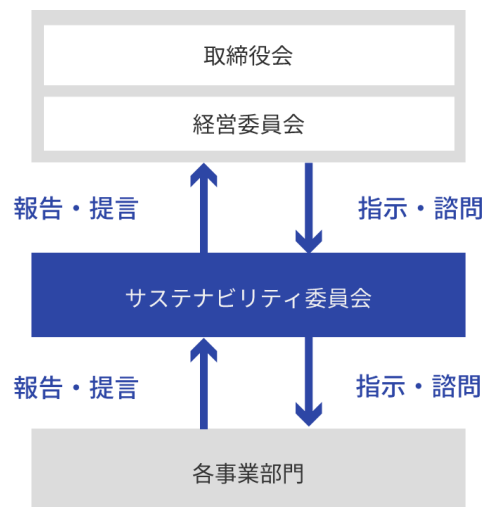 取締役会
経営委員会
報告・提言
指示・諮問
サステナビリティ委員会
報告・提言
指示・諮問
各事業部門